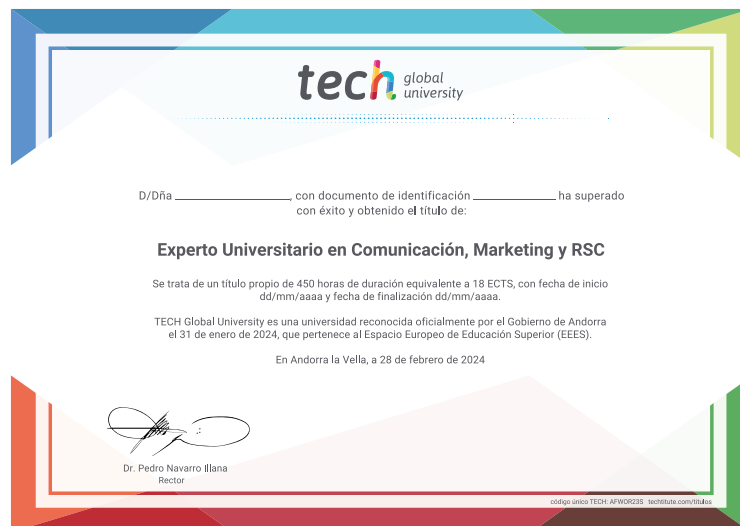 tech global university
D/Dña ____________________, con documento de identificación ______________ ha superado
con éxito y obtenido el título de:
Experto Universitario en Comunicación, Marketing y RSC
Se trata de un título propio de 450 horas de duración equivalente a 18 ECTS, con fecha de inicio
dd/mm/aaaa y fecha de finalización dd/mm/aaaa.
TECH Global University es una universidad reconocida oficialmente por el Gobierno de Andorra
el 31 de enero de 2024, que pertenece al Espacio Europeo de Educación Superior (EEES).
En Andorra la Vella, a 28 de febrero de 2024
Dr. Pedro Navarro Illana
Rector
código único TECH: AFWOR23S techtitute.com/titulos